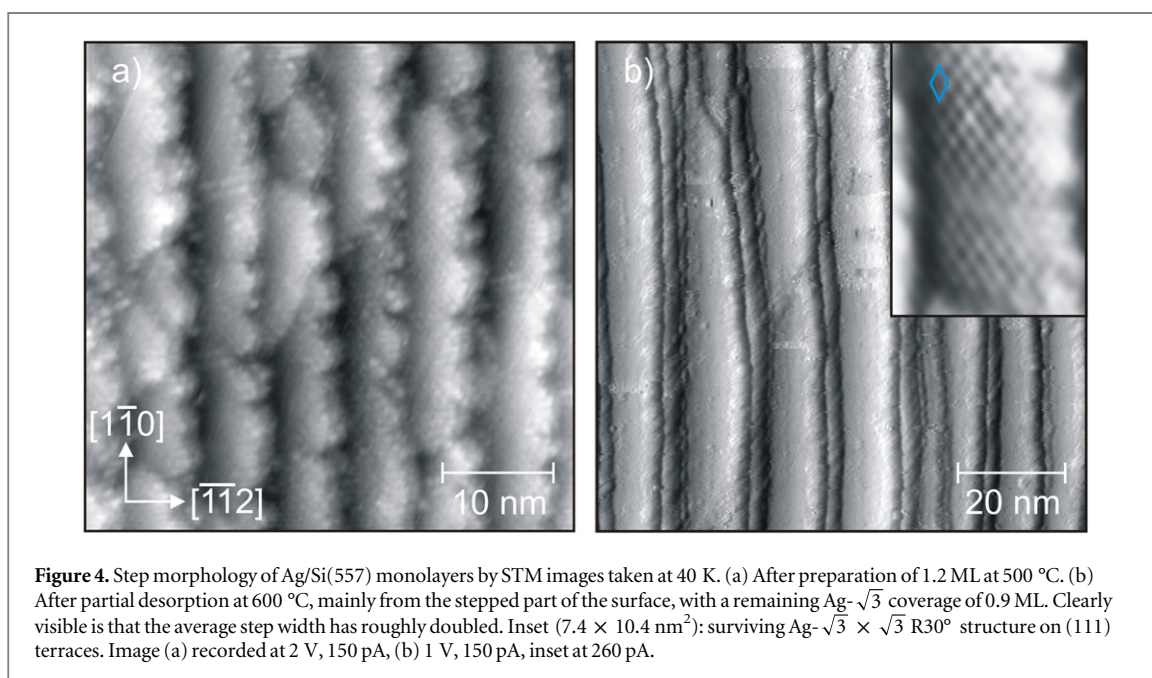 a)
b)
[11̅0]
[1̅1̅2]
10 nm
20 nm
Figure 4. Step morphology of Ag/Si(557) monolayers by STM images taken at 40 K. (a) After preparation of 1.2 ML at 500 °C. (b)
After partial desorption at 600 °C, mainly from the stepped part of the surface, with a remaining Ag-√3 coverage of 0.9 ML. Clearly
visible is that the average step width has roughly doubled. Inset (7.4 × 10.4 nm²): surviving Ag-√3 × √3 R30° structure on (111)
terraces. Image (a) recorded at 2 V, 150 pA, (b) 1 V, 150 pA, inset at 260 pA.